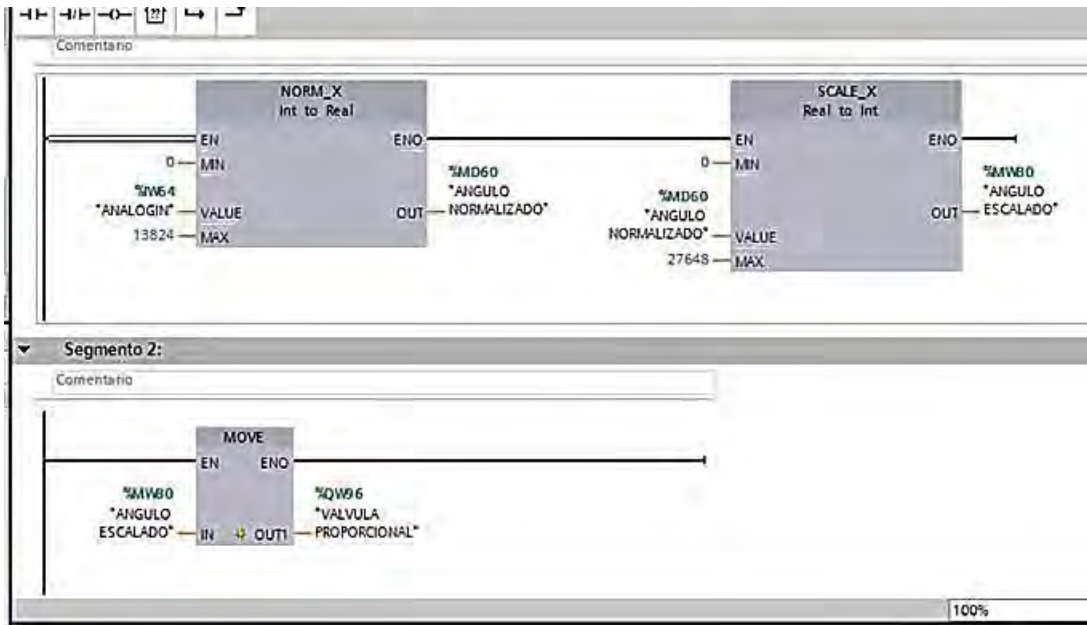 Comentario
NORM_X
Int to Real
EN
ENO
0
MIN
%IW64
"ANALOGIN"
VALUE
13824
MAX
OUT
%MD60
"ANGULO
NORMALIZADO"
SCALE_X
Real to Int
EN
ENO
0
MIN
%MD60
"ANGULO
NORMALIZADO"
VALUE
27648
MAX
OUT
%MW80
"ANGULO
ESCALADO"
Segmento 2:
Comentario
MOVE
EN
ENO
%MW80
"ANGULO
ESCALADO"
IN
OUT1
%QW96
"VALVULA
PROPORCIONAL"
100%